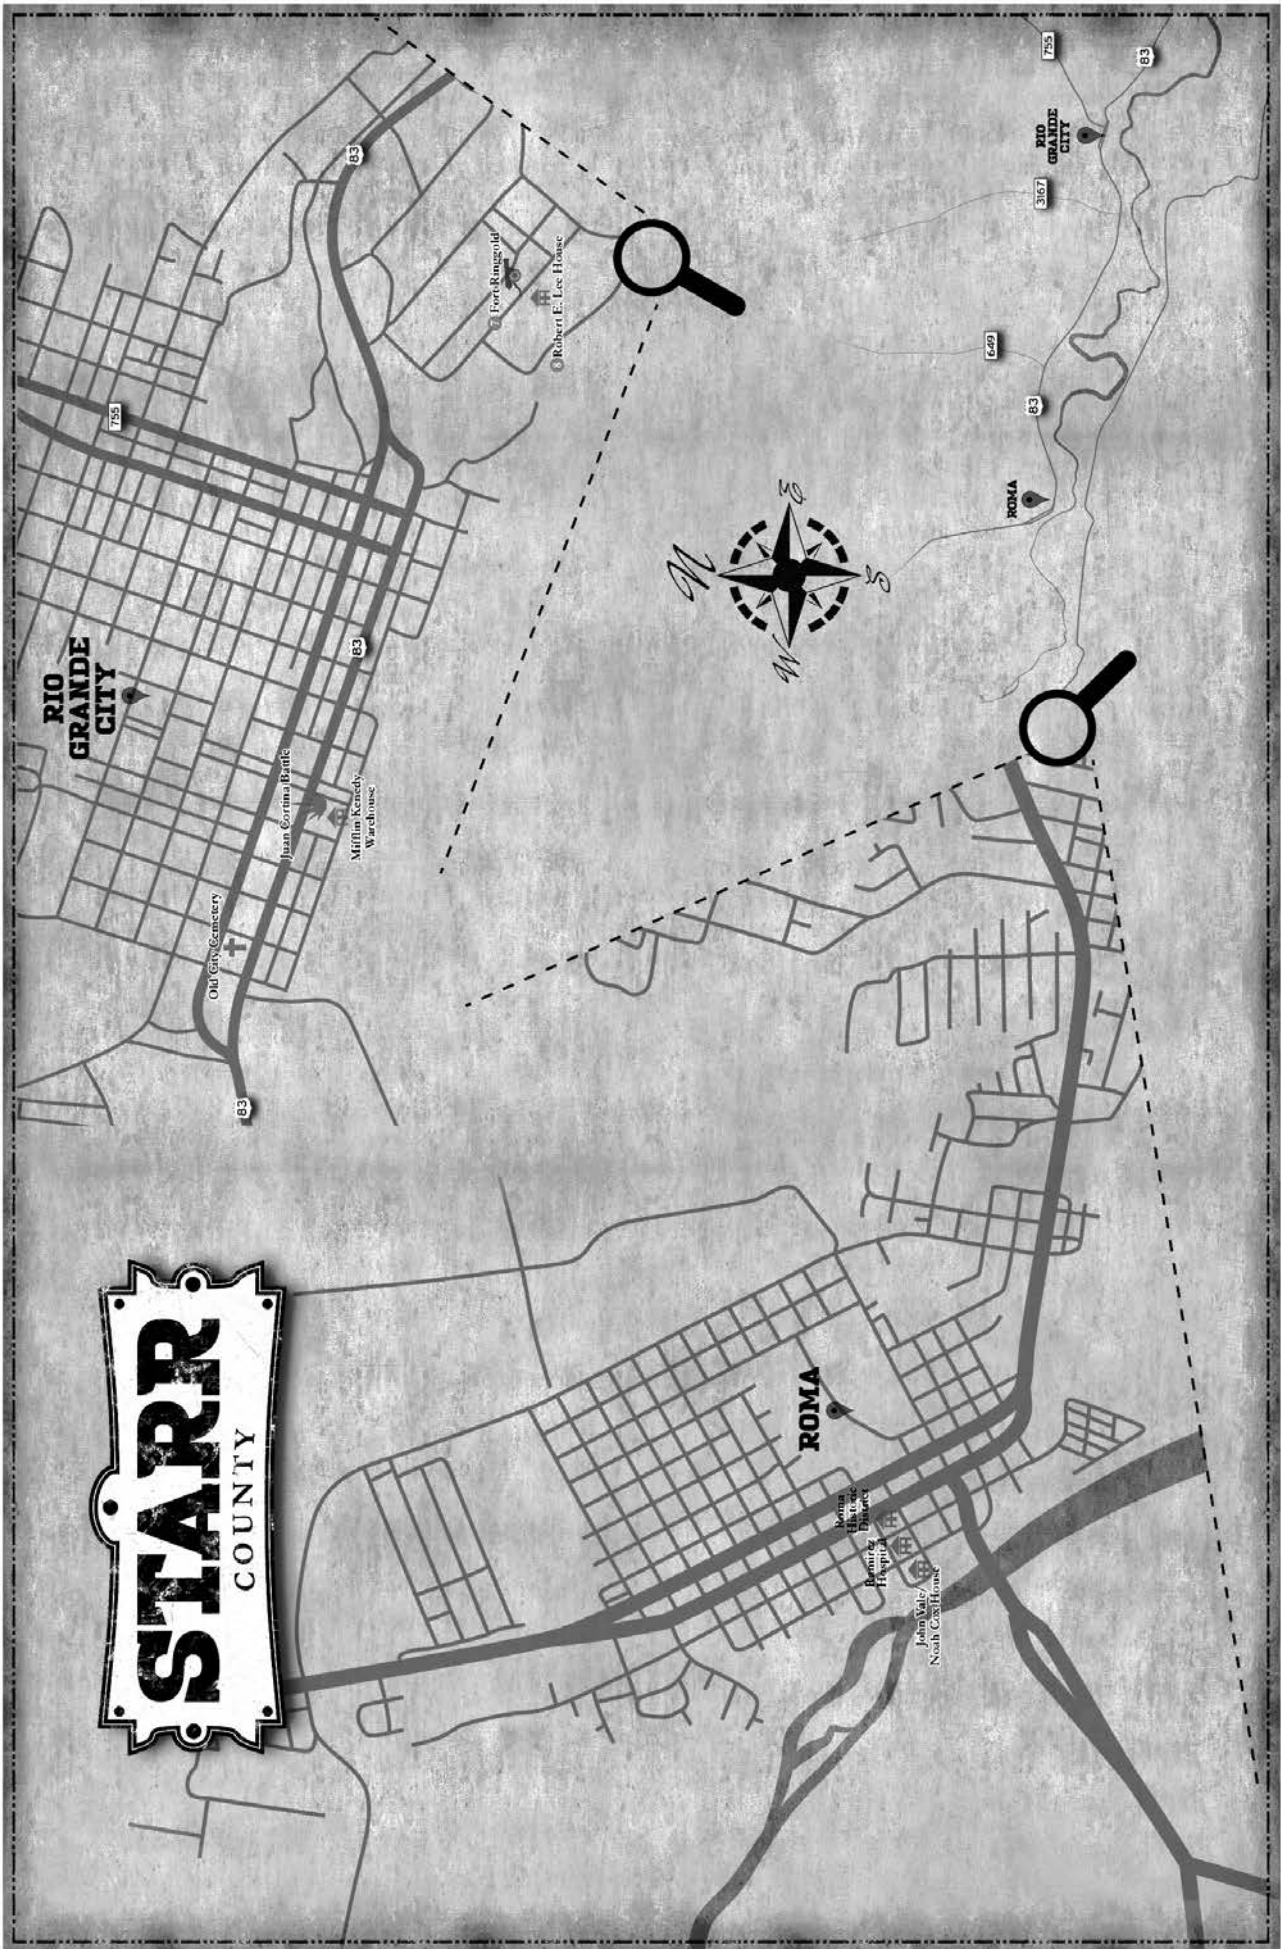 STARR
COUNTY
RIO
GRANDE
CITY
755
83
83
83
Old City Cemetery
Juan Cortina Battle
Mifflin Kenedy
Warehouse
7 Fort Ringgold
8 Robert E. Lee House
N
E
S
W
RIO
GRANDE
CITY
755
83
3167
649
83
ROMA
ROMA
Roma
Historic
District
Ramirez
Hospital
John Vale/
Noah Cox House